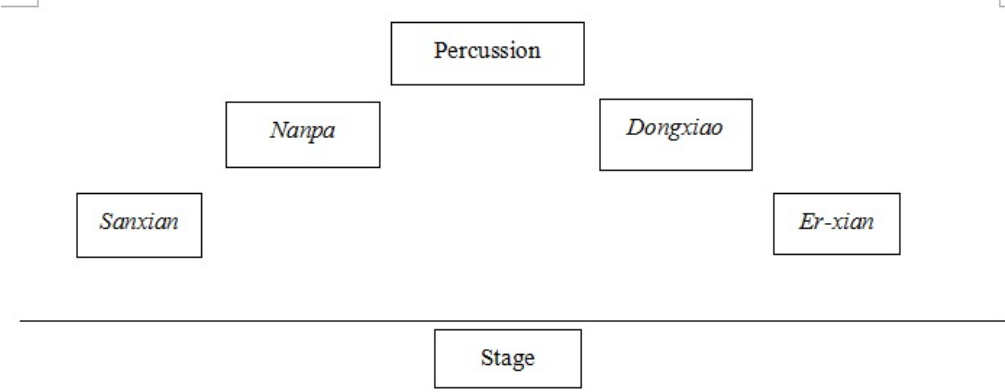 Percussion
Nanpa
Dongxiao
Sanxian
Er-xian
Stage